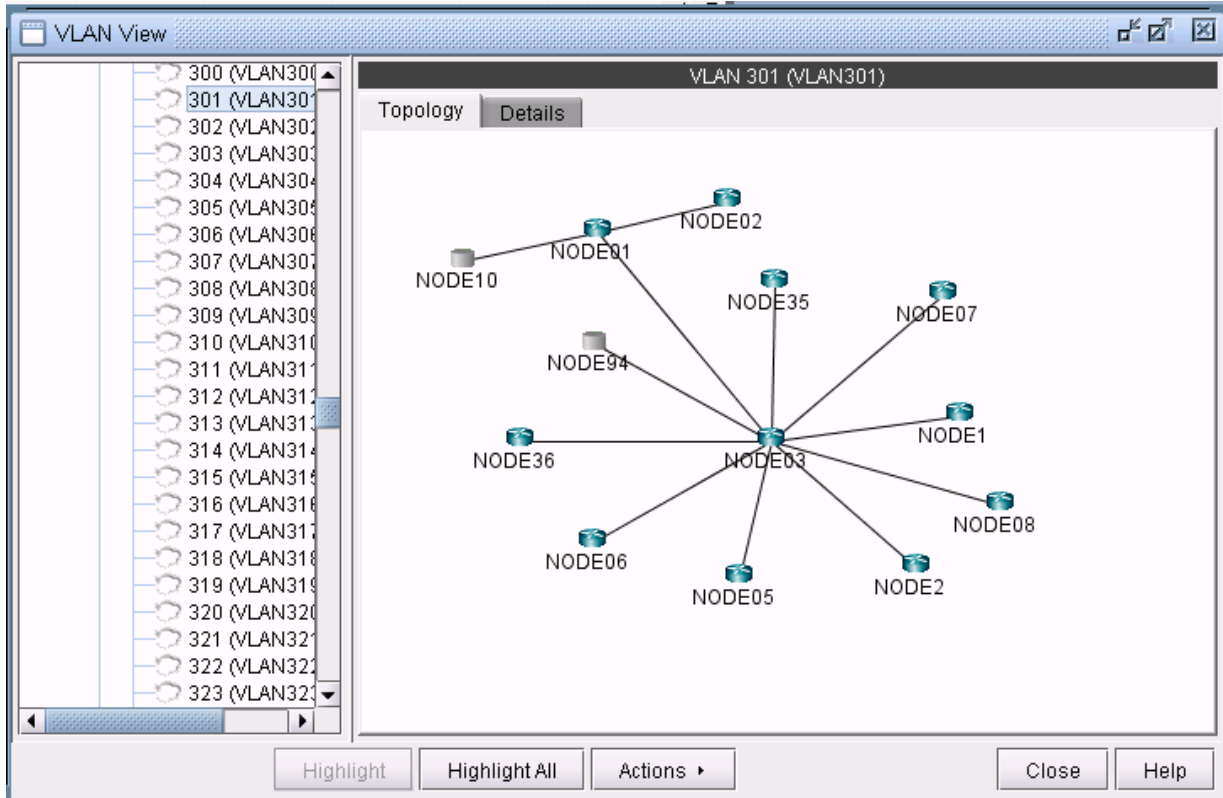 VLAN View
300 (VLAN300
301 (VLAN301
302 (VLAN302
303 (VLAN303
304 (VLAN304
305 (VLAN305
306 (VLAN306
307 (VLAN307
308 (VLAN308
309 (VLAN309
310 (VLAN310
311 (VLAN311
312 (VLAN312
313 (VLAN313
314 (VLAN314
315 (VLAN315
316 (VLAN316
317 (VLAN317
318 (VLAN318
319 (VLAN319
320 (VLAN320
321 (VLAN321
322 (VLAN322
323 (VLAN323
VLAN 301 (VLAN301)
Topology Details
NODE02
NODE01
NODE10
NODE35
NODE07
NODE94
NODE1
NODE36
NODE03
NODE08
NODE06
NODE2
NODE05
Highlight Highlight All Actions Close Help